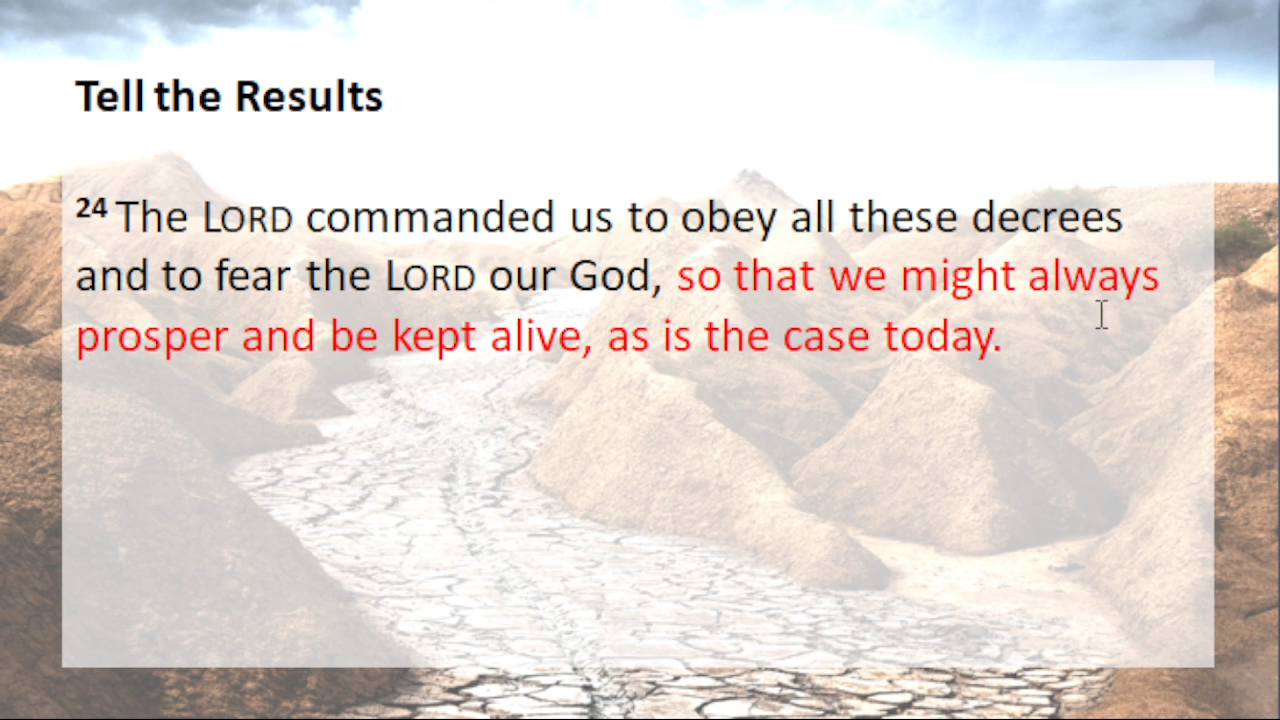 Tell the Results
24 The LORD commanded us to obey all these decrees
and to fear the LORD our God, so that we might always
prosper and be kept alive, as is the case today.